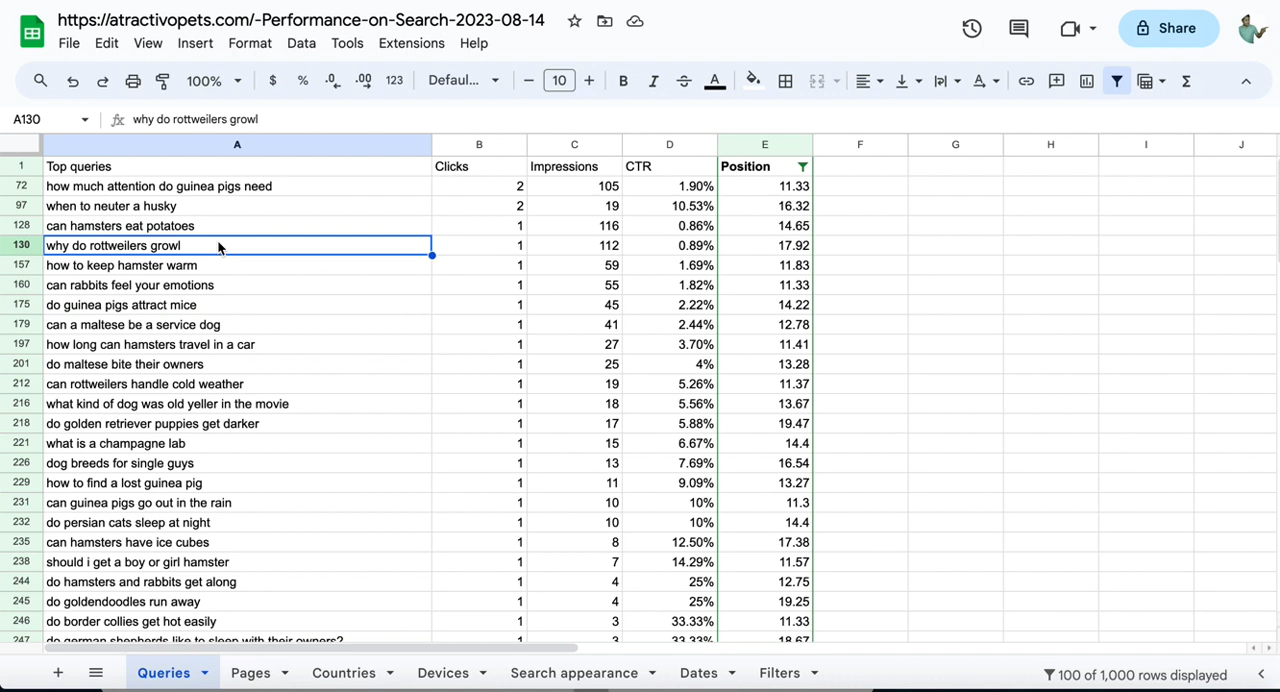 https://atractivopets.com/-Performance-on-Search-2023-08-14
File Edit View Insert Format Data Tools Extensions Help
Share
100% $ % .0 .00 123 Defaul... − 10 + B I S A Σ
A130 fx why do rottweilers growl
A B C D E F G H I J
1 Top queries Clicks Impressions CTR Position
72 how much attention do guinea pigs need 2 105 1.90% 11.33
97 when to neuter a husky 2 19 10.53% 16.32
128 can hamsters eat potatoes 1 116 0.86% 14.65
130 why do rottweilers growl 1 112 0.89% 17.92
157 how to keep hamster warm 1 59 1.69% 11.83
160 can rabbits feel your emotions 1 55 1.82% 11.33
175 do guinea pigs attract mice 1 45 2.22% 14.22
179 can a maltese be a service dog 1 41 2.44% 12.78
197 how long can hamsters travel in a car 1 27 3.70% 11.41
201 do maltese bite their owners 1 25 4% 13.28
212 can rottweilers handle cold weather 1 19 5.26% 11.37
216 what kind of dog was old yeller in the movie 1 18 5.56% 13.67
218 do golden retriever puppies get darker 1 17 5.88% 19.47
221 what is a champagne lab 1 15 6.67% 14.4
226 dog breeds for single guys 1 13 7.69% 16.54
229 how to find a lost guinea pig 1 11 9.09% 13.27
231 can guinea pigs go out in the rain 1 10 10% 11.3
232 do persian cats sleep at night 1 10 10% 14.4
235 can hamsters have ice cubes 1 8 12.50% 17.38
238 should i get a boy or girl hamster 1 7 14.29% 11.57
244 do hamsters and rabbits get along 1 4 25% 12.75
245 do goldendoodles run away 1 4 25% 19.25
246 do border collies get hot easily 1 3 33.33% 11.33
247 do german shepherds like to sleep with their owners? 1 3 33.33% 18.67
+ Queries Pages Countries Devices Search appearance Dates Filters 100 of 1,000 rows displayed